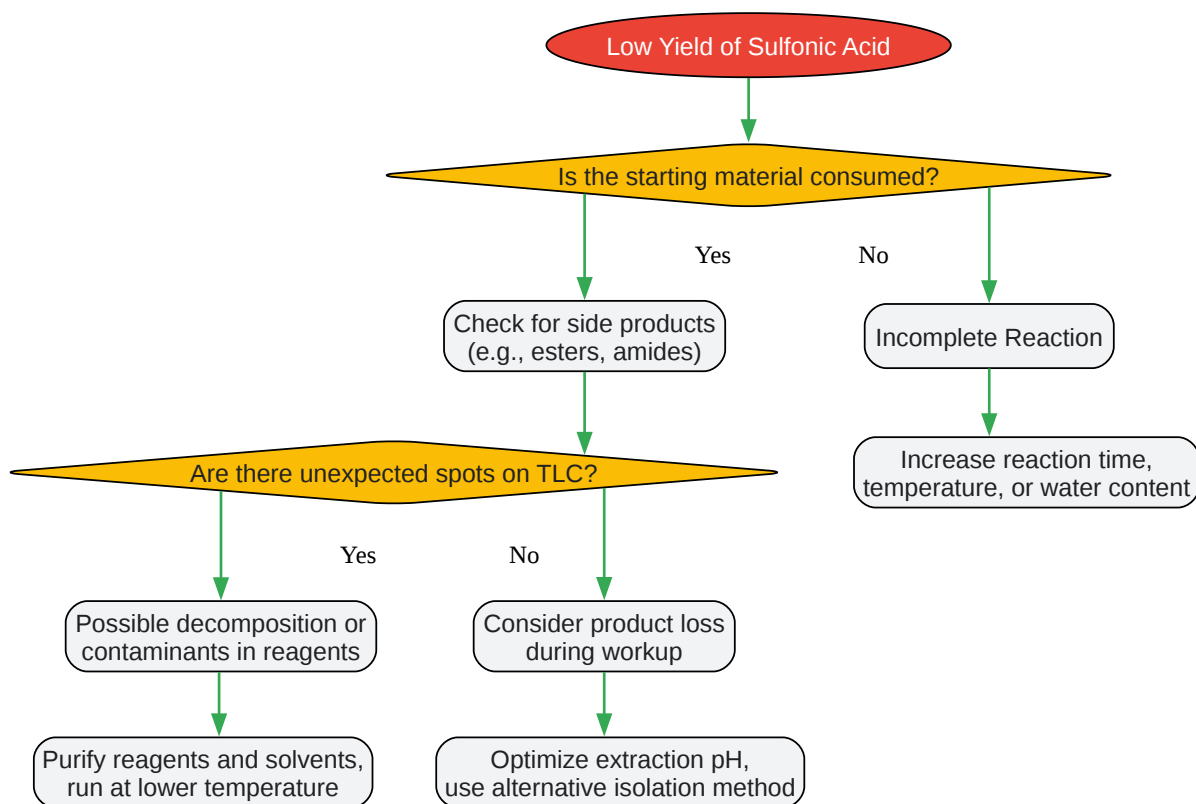 Low Yield of Sulfonic Acid
Is the starting material consumed?
Yes
No
Check for side products
(e.g., esters, amides)
Incomplete Reaction
Are there unexpected spots on TLC?
Increase reaction time,
temperature, or water content
Yes
No
Possible decomposition or
contaminants in reagents
Consider product loss
during workup
Purify reagents and solvents,
run at lower temperature
Optimize extraction pH,
use alternative isolation method